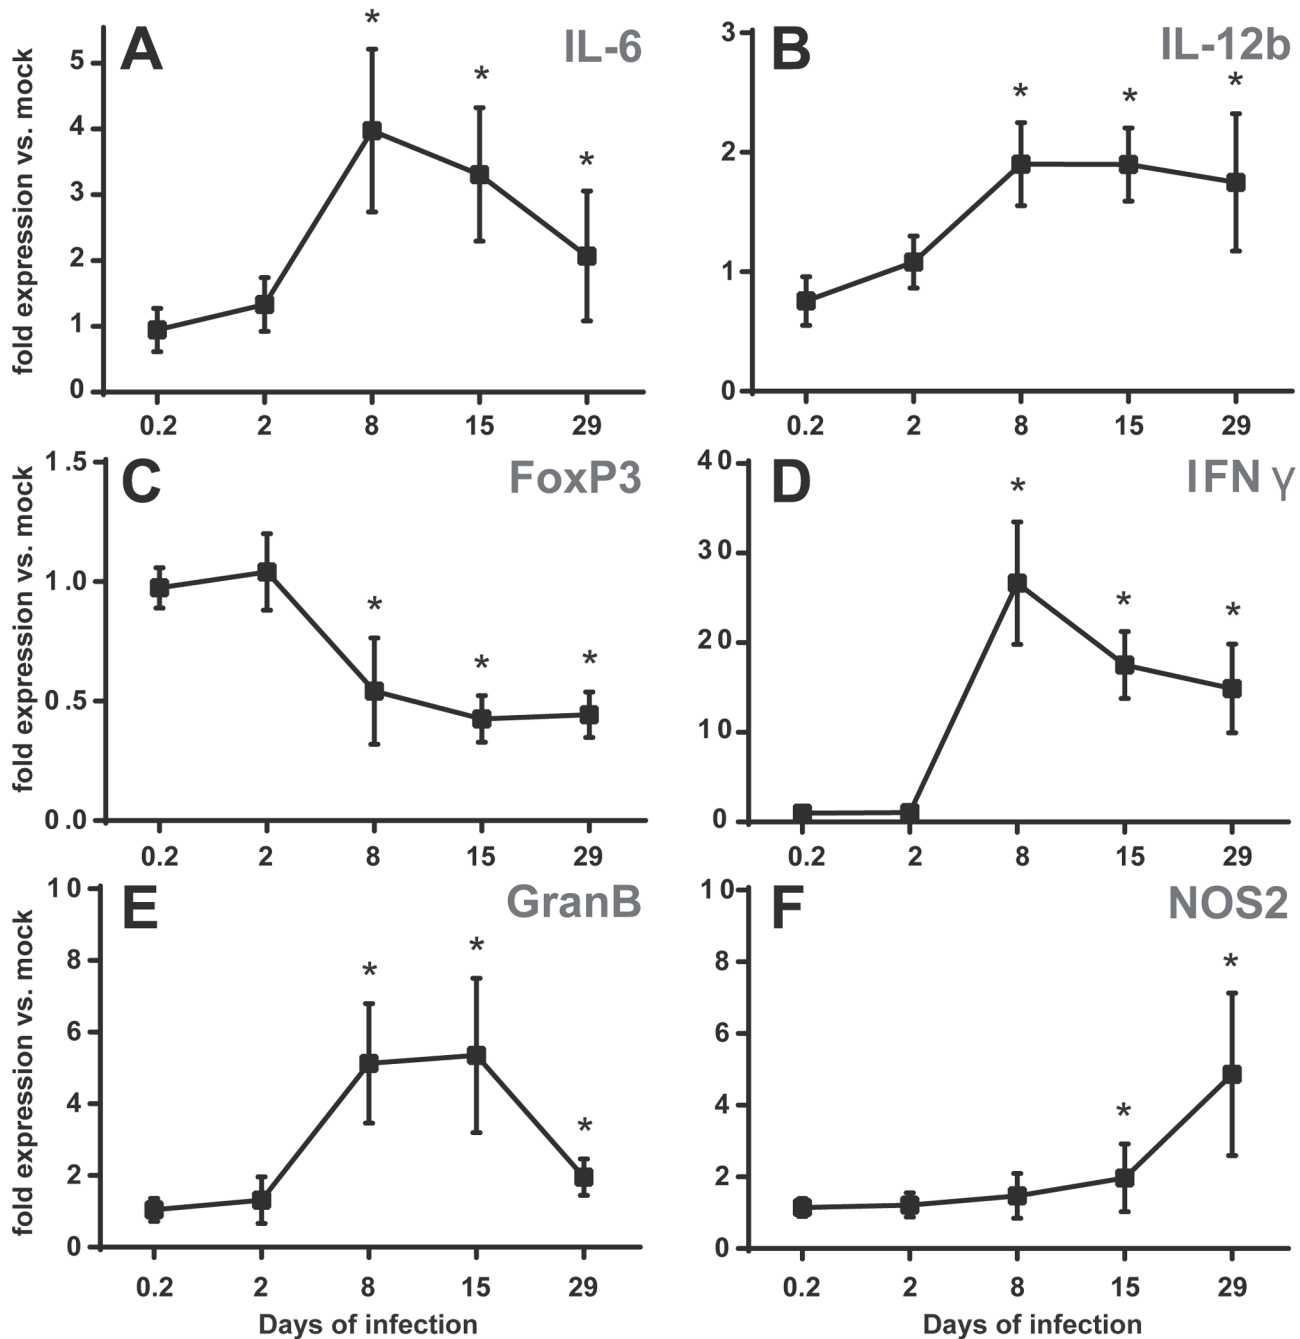 A
IL-6
fold expression vs. mock
5
4
3
2
1
0
*
*
*
0.2 2 8 15 29
B
IL-12b
3
2
1
0
*
*
*
0.2 2 8 15 29
C
FoxP3
fold expression vs. mock
1.5
1.0
0.5
0.0
*
*
*
0.2 2 8 15 29
D
IFN γ
40
30
20
10
0
*
*
*
0.2 2 8 15 29
E
GranB
fold expression vs. mock
10
8
6
4
2
0
*
*
*
0.2 2 8 15 29
Days of infection
F
NOS2
10
8
6
4
2
0
*
*
0.2 2 8 15 29
Days of infection